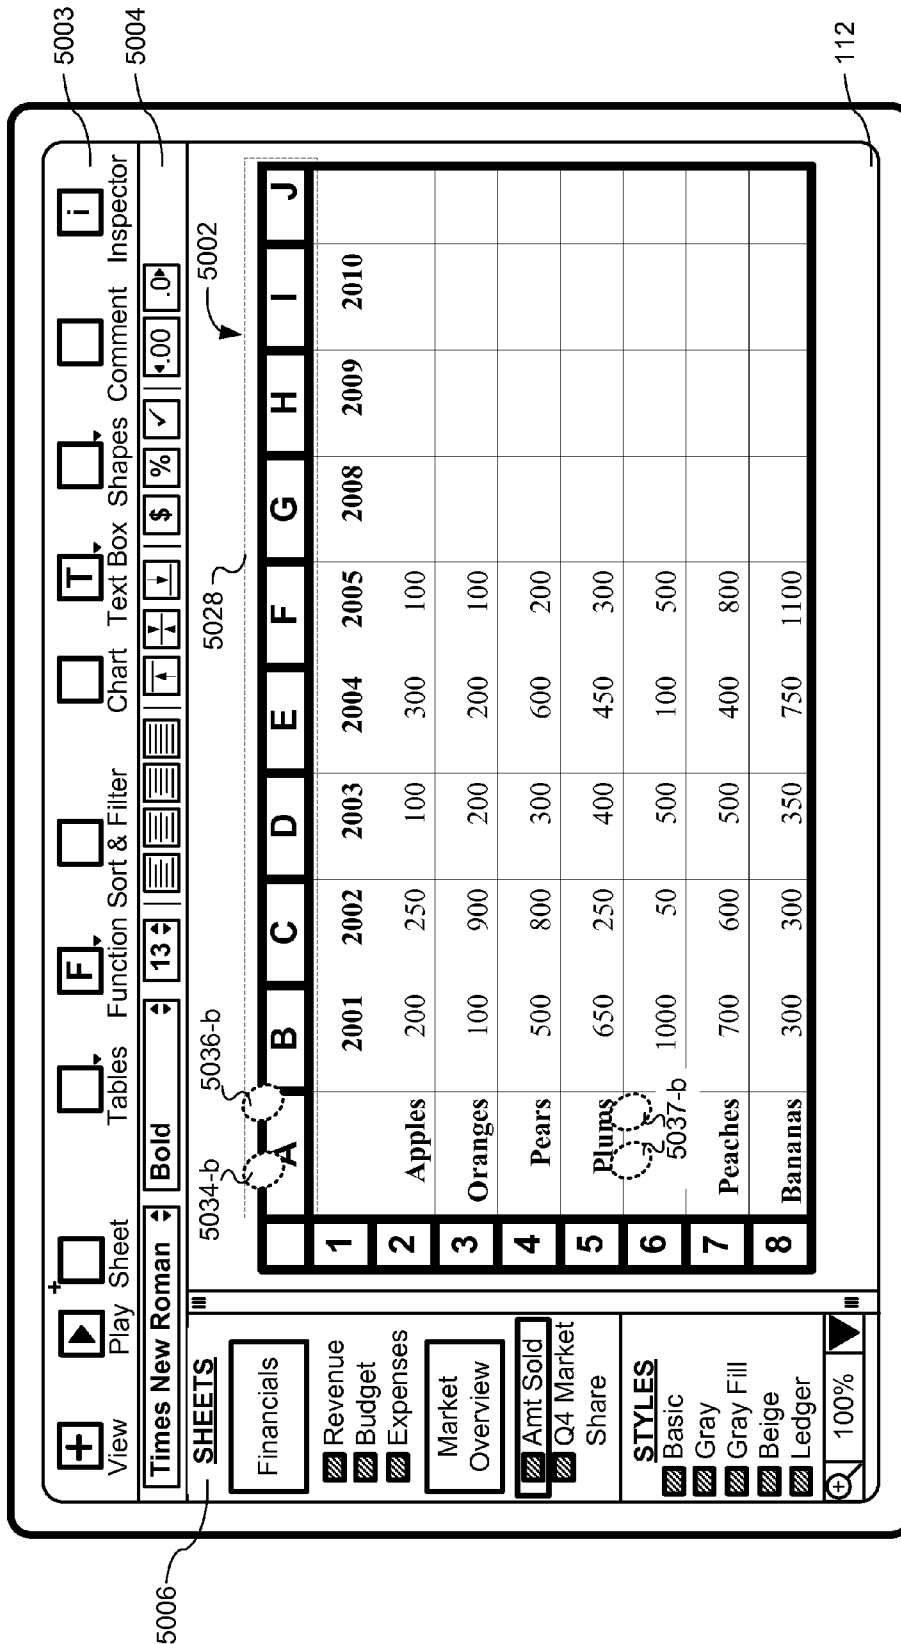 5003
5004
View Play Sheet Tables Function Sort & Filter Chart Text Box Shapes Comment Inspector
F T i
Times New Roman Bold 13 $ % ✓ .00 .0
5006
SHEETS
Financials
Revenue
Budget
Expenses
Market
Overview
Amt Sold
Q4 Market
Share
STYLES
Basic
Gray
Gray Fill
Beige
Ledger
100%
5034-b 5036-b 5028 5002
A B C D E F G H I J
1 2001 2002 2003 2004 2005 2008 2009 2010
2 Apples 200 250 100 300 100
3 Oranges 100 900 200 200 100
4 Pears 500 800 300 600 200
5 Plums 650 250 400 450 300
6 1000 50 500 100 500
5037-b
7 Peaches 700 600 500 400 800
8 Bananas 300 300 350 750 1100
112